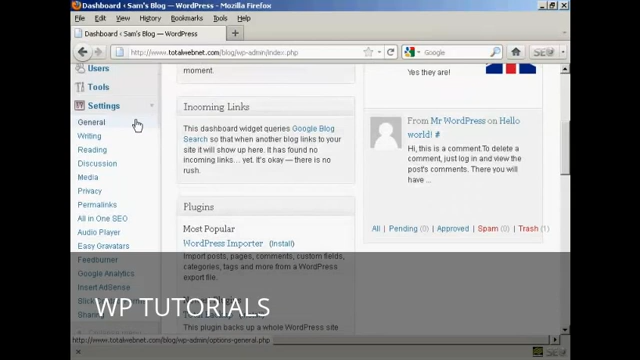 Dashboard ‹ Sam's Blog — WordPress - Mozilla Firefox
File Edit View History Bookmarks Tools Help
Dashboard ‹ Sam's Blog — WordPress
http://www.totalwebnet.com/blog/wp-admin/index.php
Google
Users
Tools
Settings
General
Writing
Reading
Discussion
Media
Privacy
Permalinks
All in One SEO
Audio Player
Easy Gravatars
Feedburner
Google Analytics
Insert AdSense
Sharing
moment.
Incoming Links
This dashboard widget queries Google Blog
Search so that when another blog links to your
site it will show up here. It has found no
incoming links… yet. It's okay — there is no
rush.
Plugins
Most Popular
WordPress Importer (Install)
Import posts, pages, comments, custom fields,
categories, tags and more from a WordPress
export file.
This plugin backs up a whole WordPress
Yes they are!
From Mr WordPress on Hello
world! #
Hi, this is a comment.To delete a
comment, just log in and view the
post's comments. There you will
have ...
All | Pending (0) | Approved | Spam (0) | Trash (1)
WP TUTORIALS
http://www.totalwebnet.com/blog/wp-admin/options-general.php